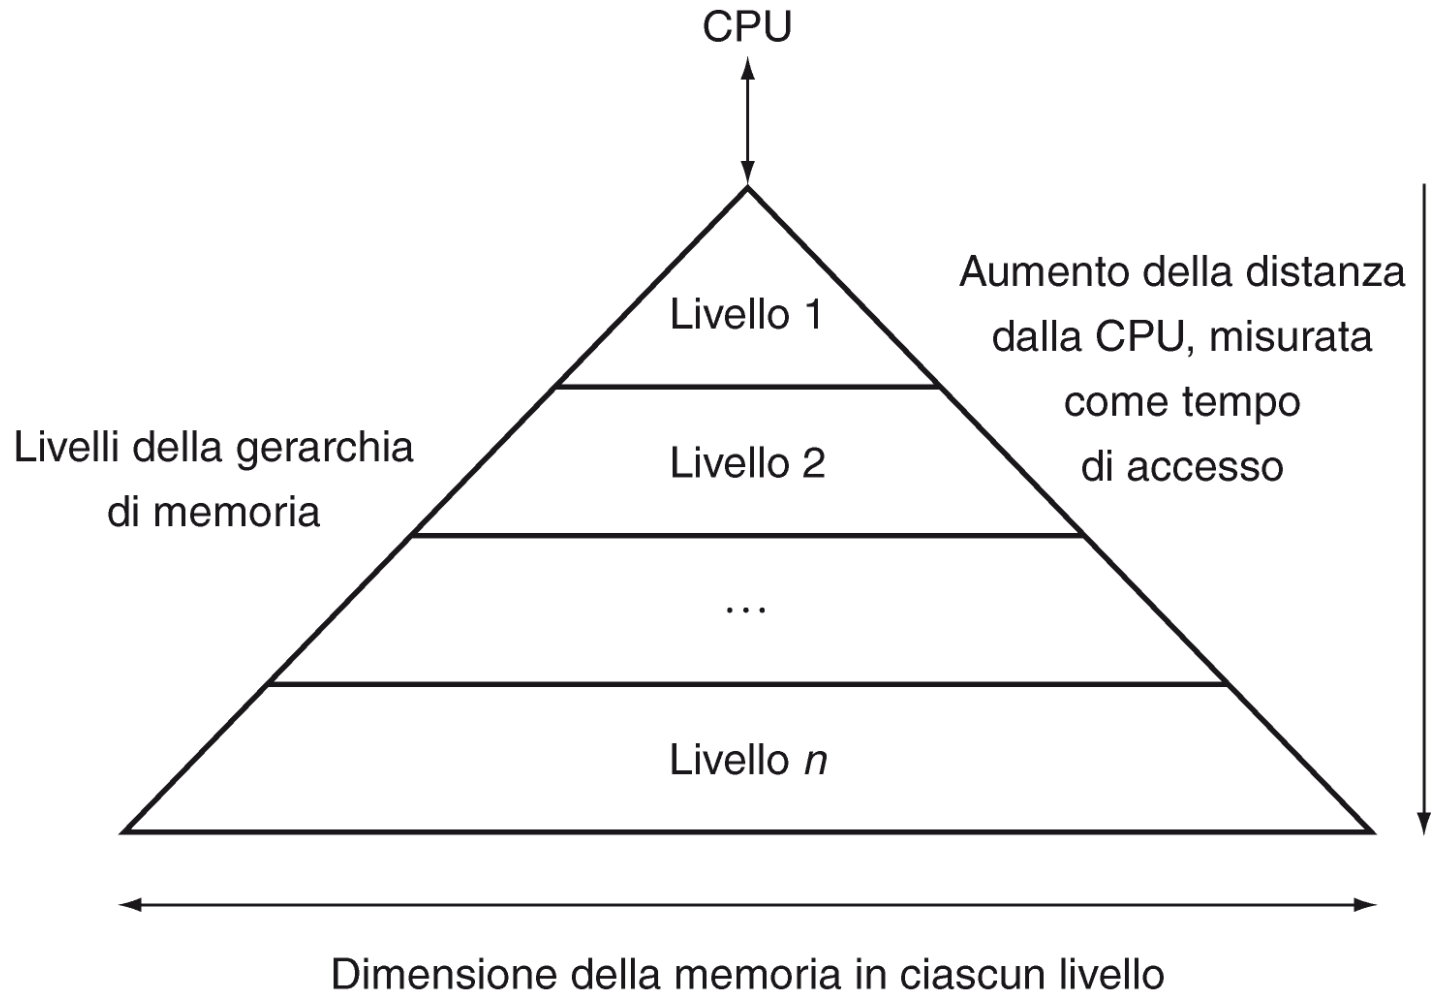 CPU
Livello 1
Aumento della distanza
dalla CPU, misurata
come tempo
di accesso
Livelli della gerarchia
di memoria
Livello 2
...
Livello n
Dimensione della memoria in ciascun livello